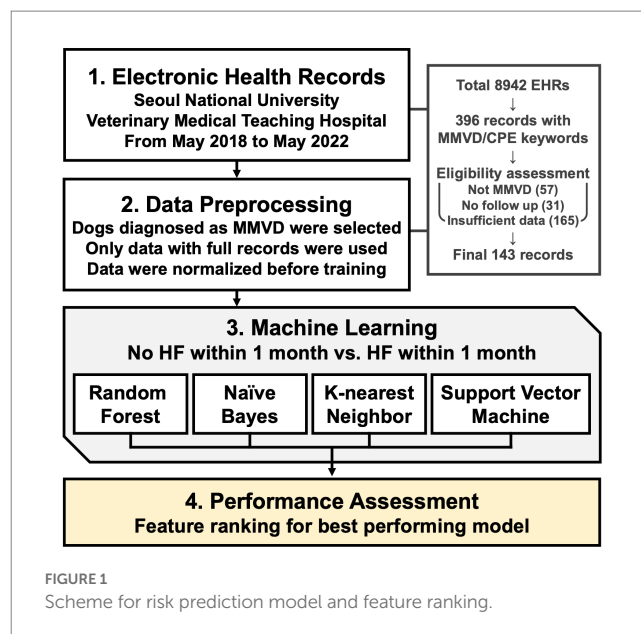 1. Electronic Health Records
Seoul National University
Veterinary Medical Teaching Hospital
From May 2018 to May 2022
Total 8942 EHRs
↓
396 records with
MMVD/CPE keywords
↓
Eligibility assessment
Not MMVD (57)
No follow up (31)
Insufficient data (165)
↓
Final 143 records
2. Data Preprocessing
Dogs diagnosed as MMVD were selected
Only data with full records were used
Data were normalized before training
3. Machine Learning
No HF within 1 month vs. HF within 1 month
Random
Forest
Naïve
Bayes
K-nearest
Neighbor
Support Vector
Machine
4. Performance Assessment
Feature ranking for best performing model
FIGURE 1
Scheme for risk prediction model and feature ranking.